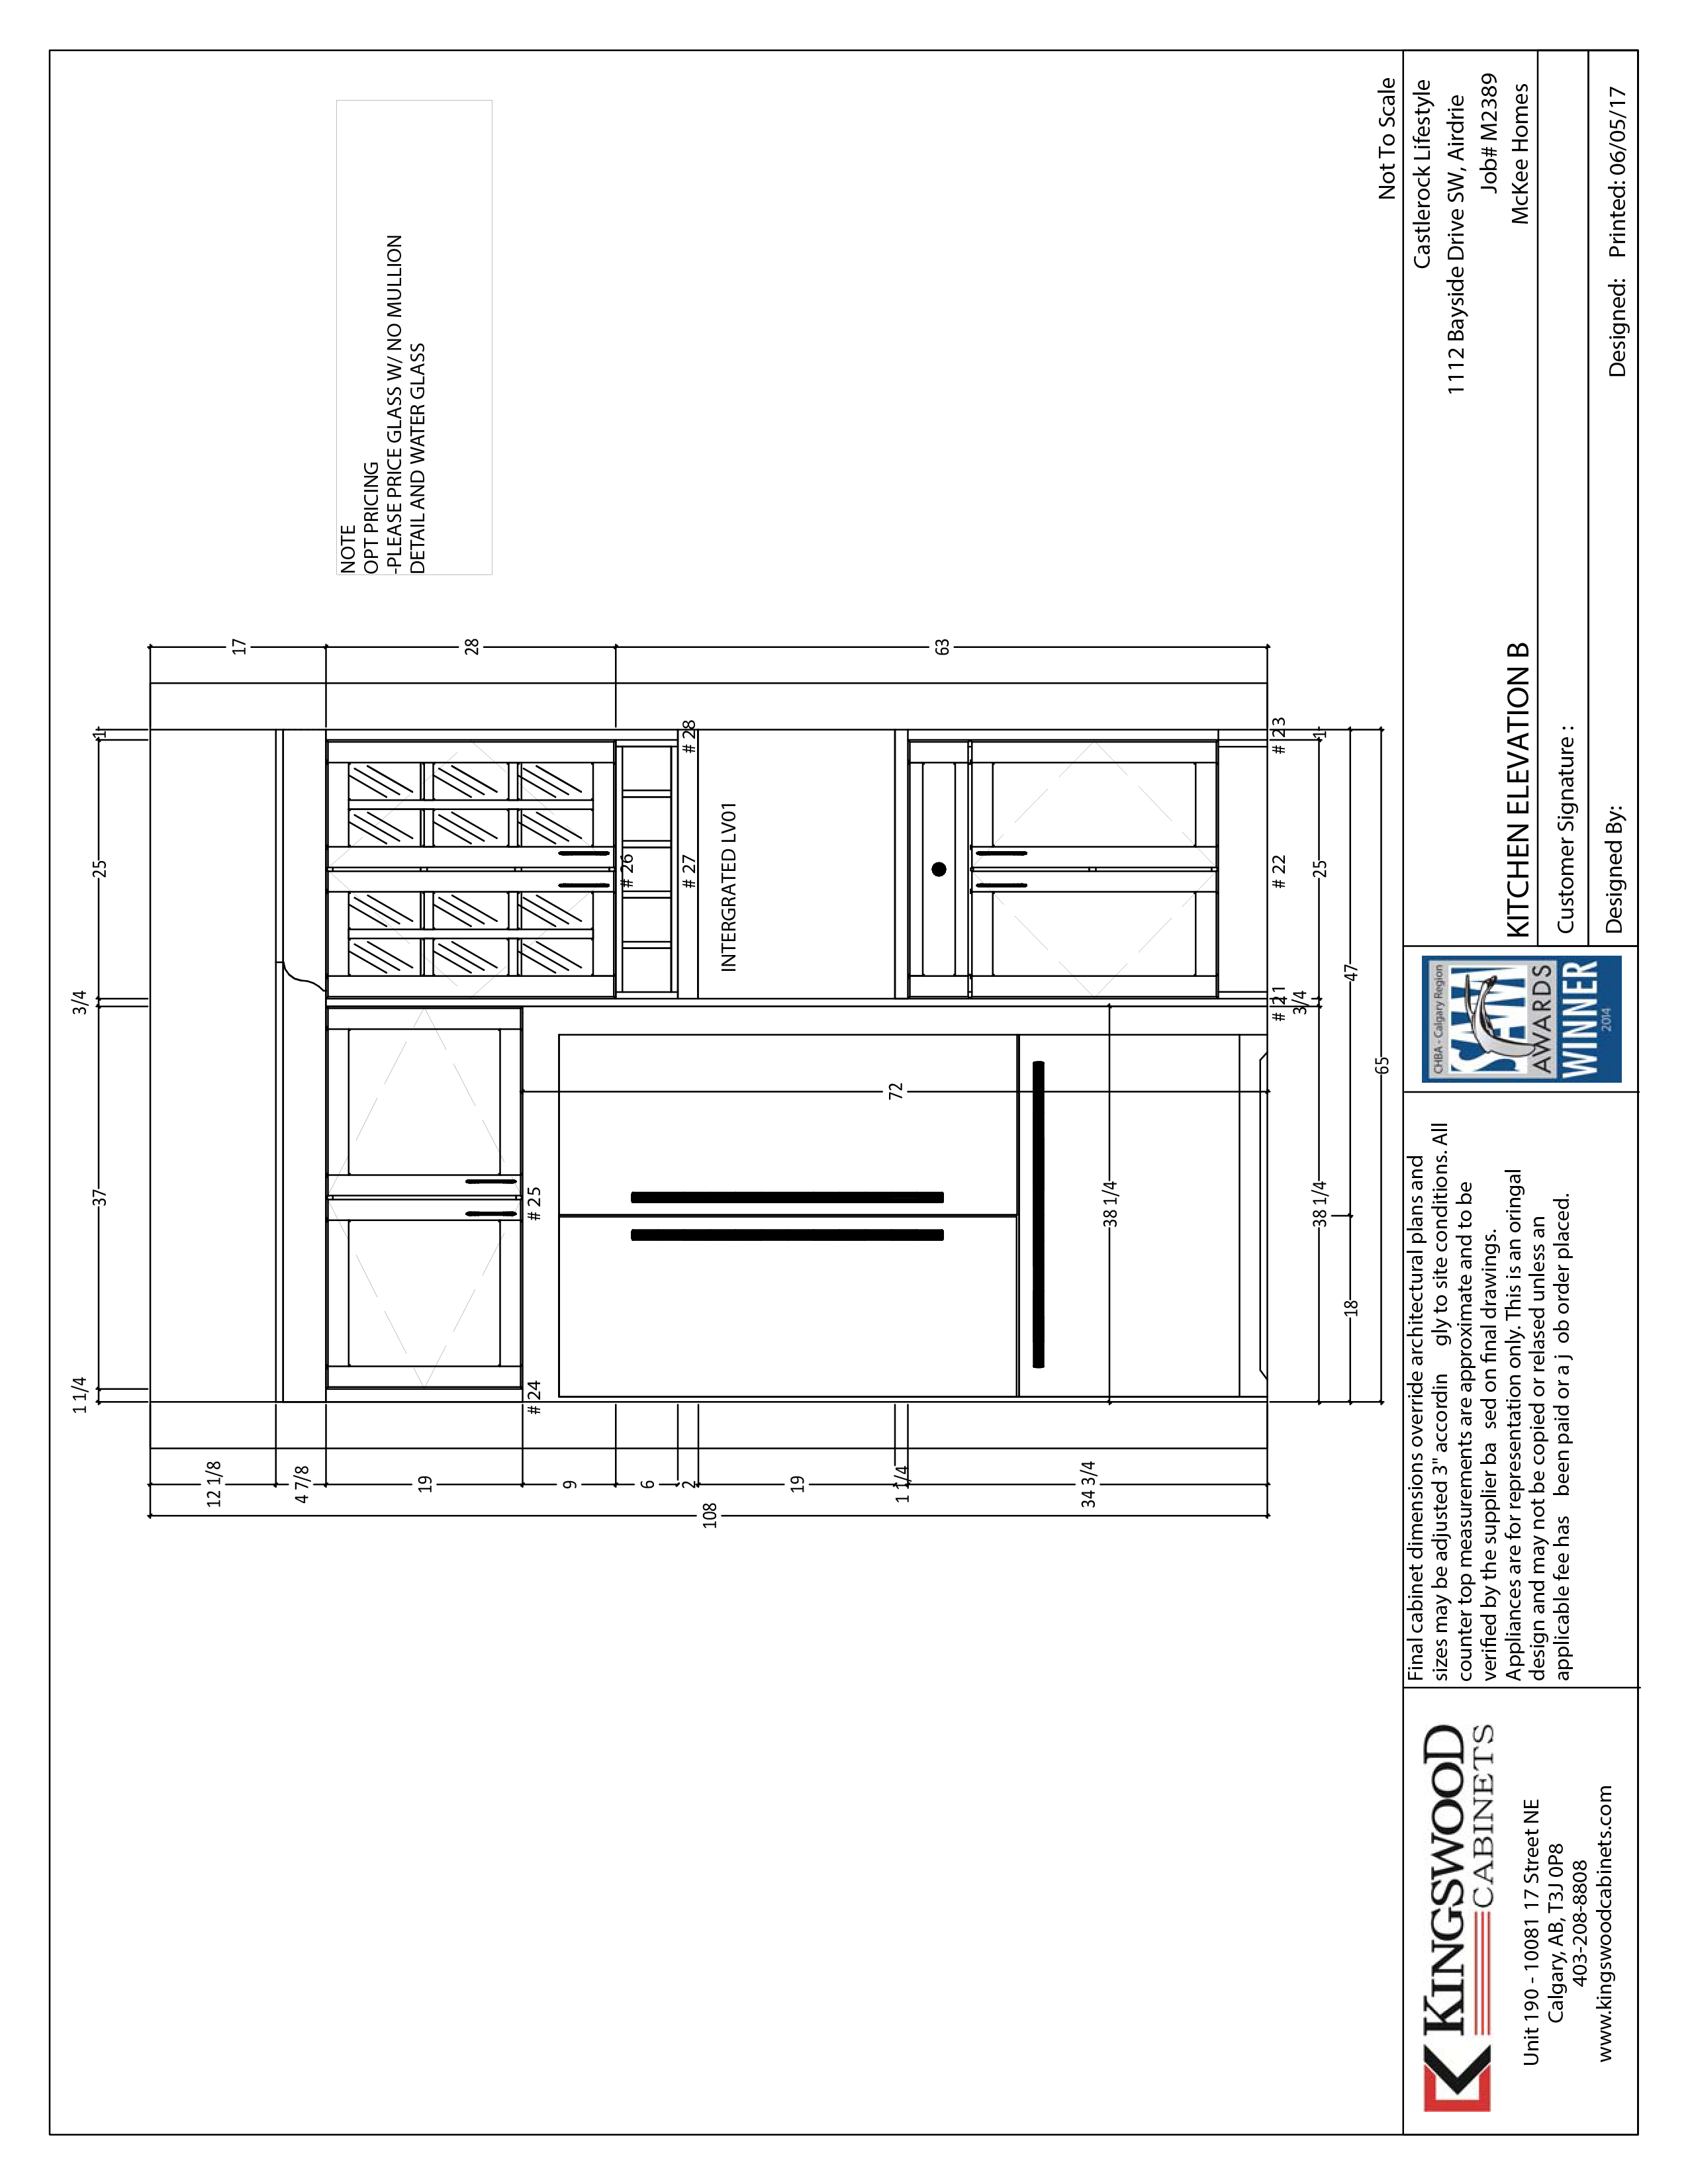 1 1/4
37
3/4
25
1
12 1/8
4 7/8
19
9
6
2
19
1 1/4
34 3/4
108
17
28
63
# 24
# 25
# 26
# 27
# 28
INTERGRATED LV01
72
38 1/4
# 21
# 22
# 23
38 1/4
3/4
25
1
18
47
65
NOTE
OPT PRICING
-PLEASE PRICE GLASS W/ NO MULLION
DETAIL AND WATER GLASS
Not To Scale
KINGSWOOD
CABINETS
Unit 190 - 10081 17 Street NE
Calgary, AB, T3J 0P8
403-208-8808
www.kingswoodcabinets.com
Final cabinet dimensions override architectural plans and
sizes may be adjusted 3" accordin gly to site conditions. All
counter top measurements are approximate and to be
verified by the supplier ba sed on final drawings.
Appliances are for representation only. This is an oringal
design and may not be copied or relased unless an
applicable fee has been paid or a j ob order placed.
CHBA - Calgary Region
SAM
AWARDS
WINNER
2014
Castlerock Lifestyle
1112 Bayside Drive SW, Airdrie
Job# M2389
McKee Homes
KITCHEN ELEVATION B
Customer Signature :
Designed By:
Designed: Printed: 06/05/17